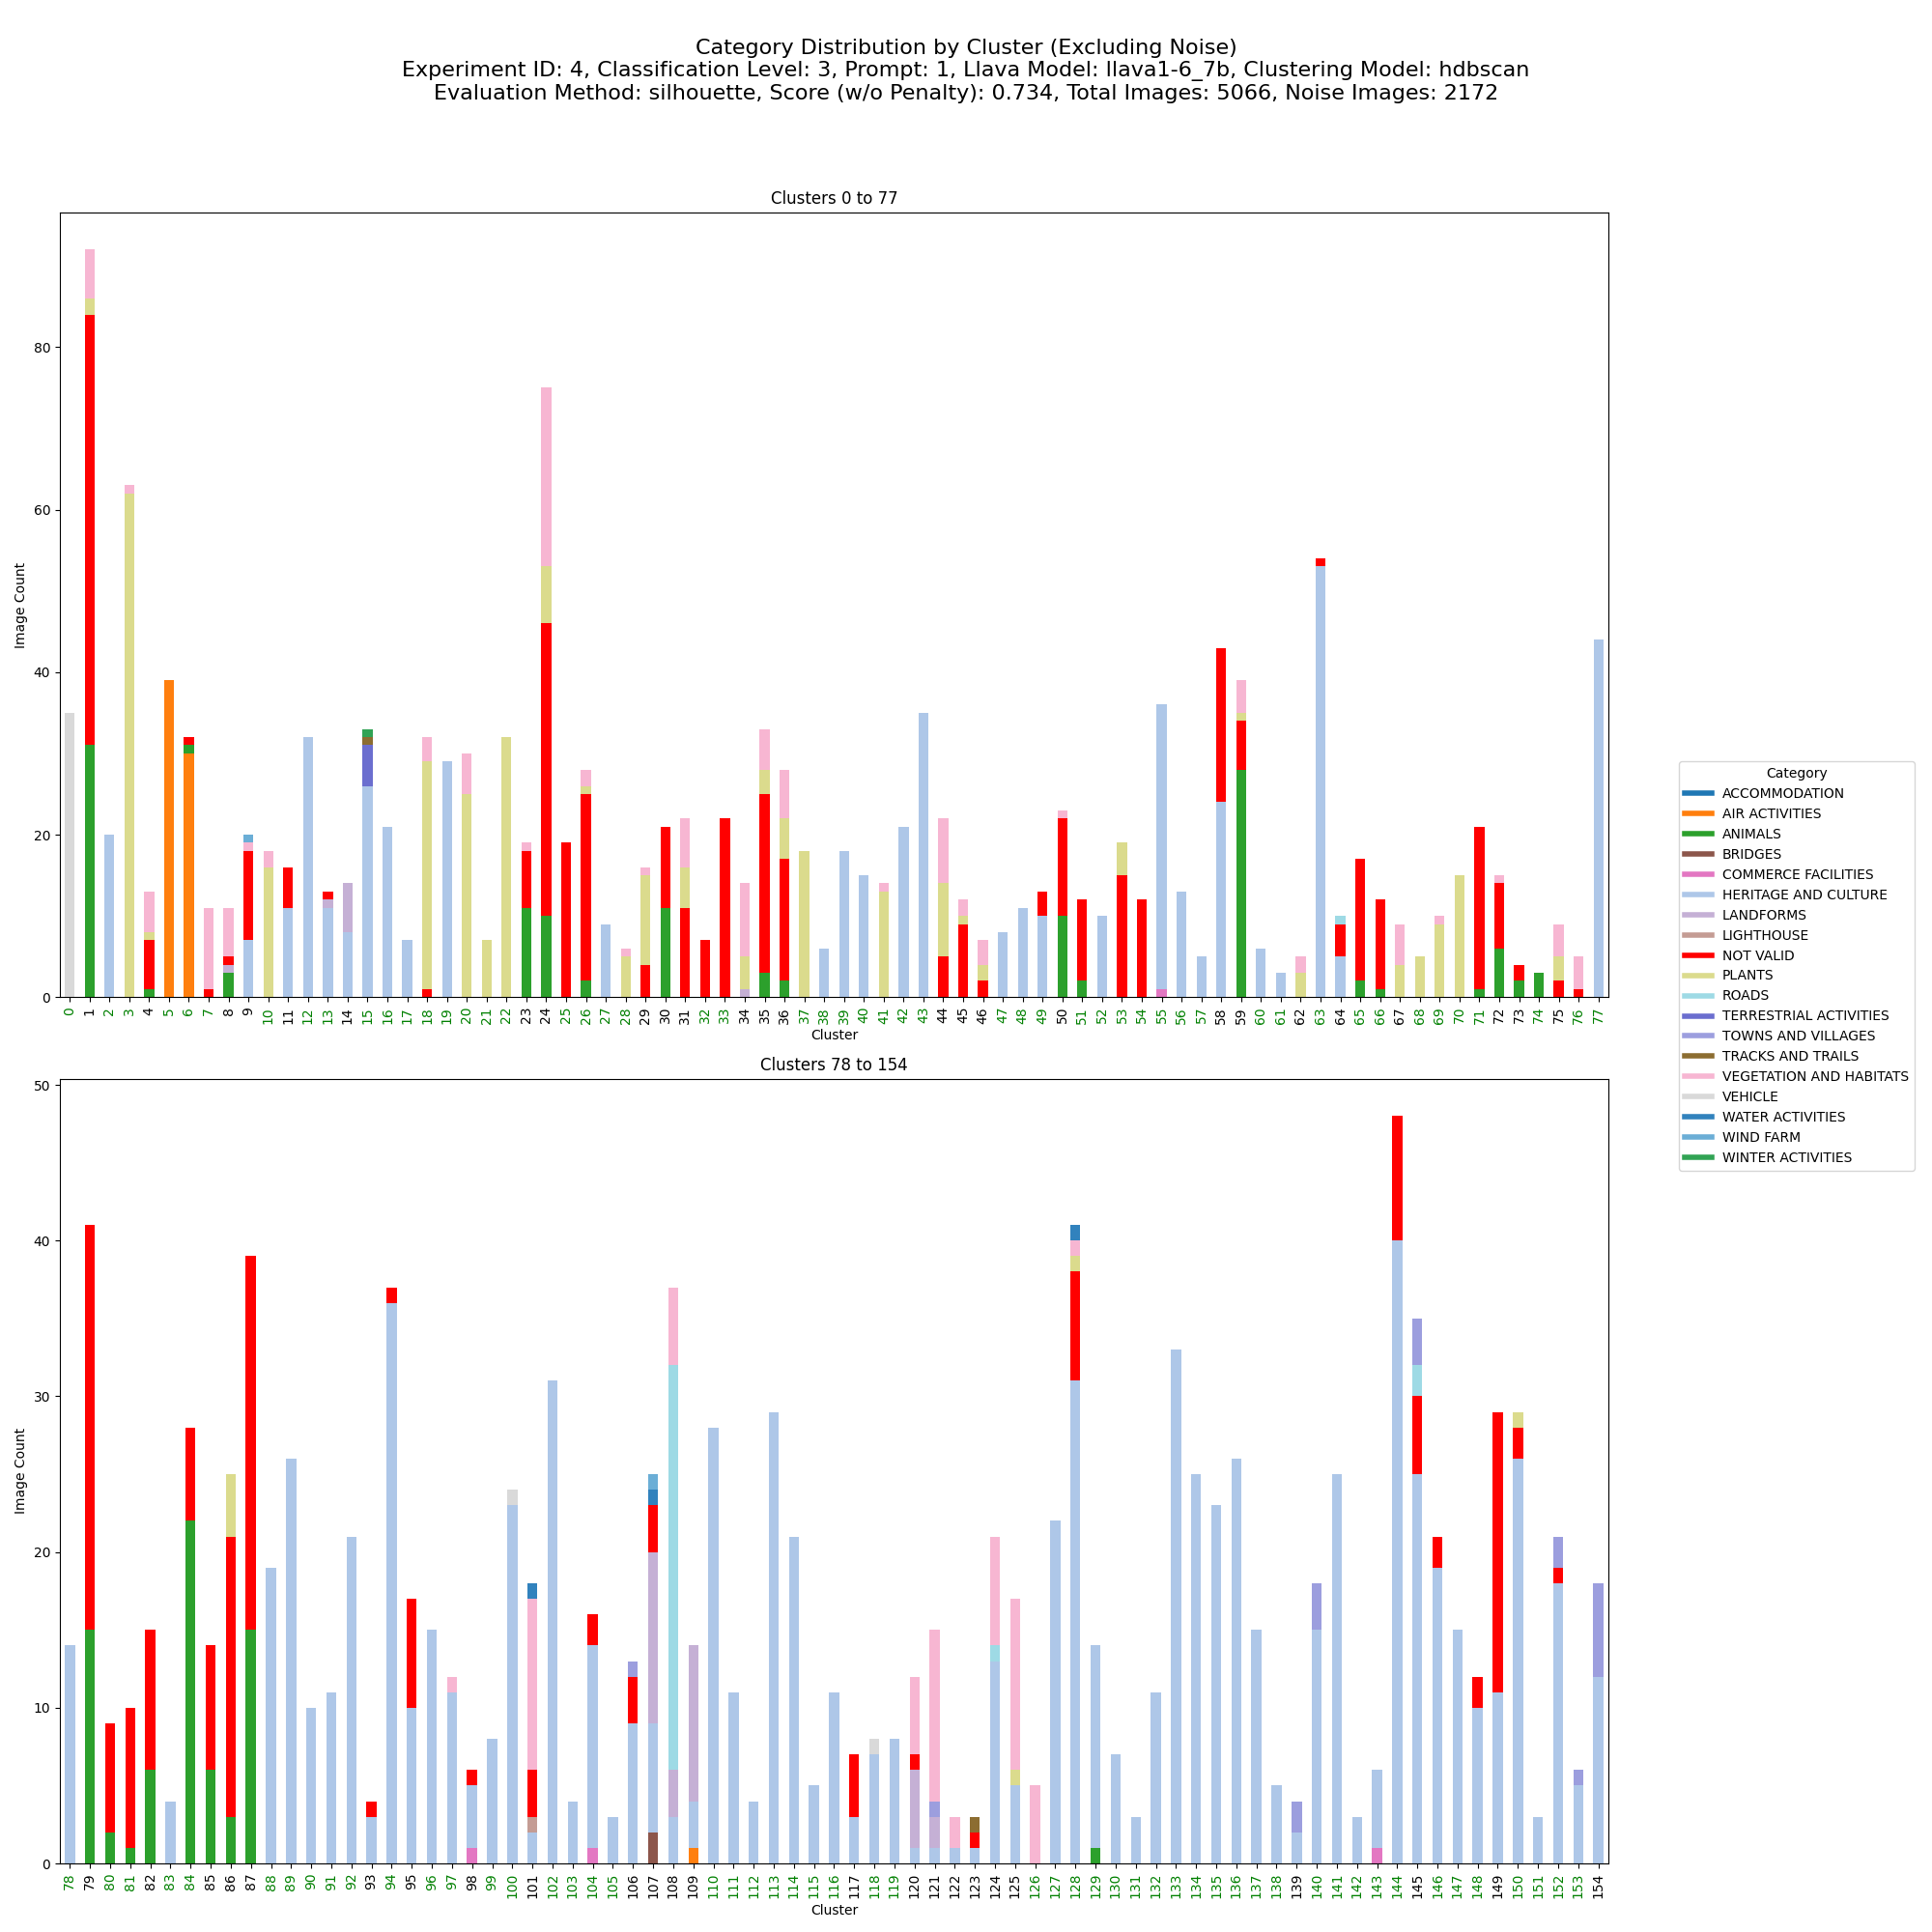 Category Distribution by Cluster (Excluding Noise)
Experiment ID: 4, Classification Level: 3, Prompt: 1, Llava Model: llava1-6_7b, Clustering Model: hdbscan
Evaluation Method: silhouette, Score (w/o Penalty): 0.734, Total Images: 5066, Noise Images: 2172
Clusters 0 to 77
Image Count
80
60
40
20
0
0 1 2 3 4 5 6 7 8 9 10 11 12 13 14 15 16 17 18 19 20 21 22 23 24 25 26 27 28 29 30 31 32 33 34 35 36 37 38 39 40 41 42 43 44 45 46 47 48 49 50 51 52 53 54 55 56 57 58 59 60 61 62 63 64 65 66 67 68 69 70 71 72 73 74 75 76 77
Cluster
Category
ACCOMMODATION
AIR ACTIVITIES
ANIMALS
BRIDGES
COMMERCE FACILITIES
HERITAGE AND CULTURE
LANDFORMS
LIGHTHOUSE
NOT VALID
PLANTS
ROADS
TERRESTRIAL ACTIVITIES
TOWNS AND VILLAGES
TRACKS AND TRAILS
VEGETATION AND HABITATS
VEHICLE
WATER ACTIVITIES
WIND FARM
WINTER ACTIVITIES
Clusters 78 to 154
Image Count
50
40
30
20
10
0
78 79 80 81 82 83 84 85 86 87 88 89 90 91 92 93 94 95 96 97 98 99 100 101 102 103 104 105 106 107 108 109 110 111 112 113 114 115 116 117 118 119 120 121 122 123 124 125 126 127 128 129 130 131 132 133 134 135 136 137 138 139 140 141 142 143 144 145 146 147 148 149 150 151 152 153 154
Cluster